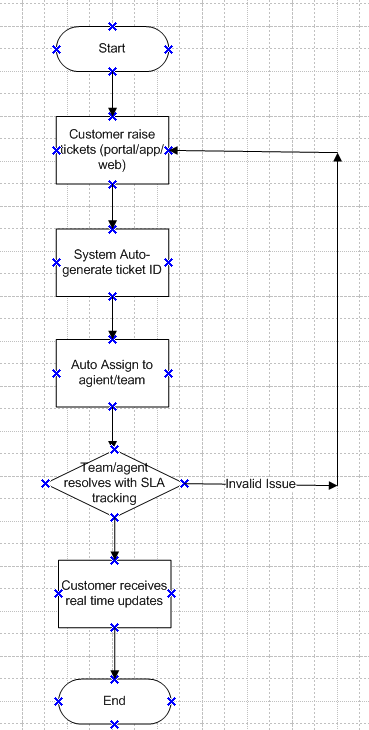 Start
Customer raise
tickets (portal/app/
web)
System Auto-
generate ticket ID
Auto Assign to
agient/team
Team/agent
resolves with SLA
tracking
Invalid Issue
Customer receives
real time updates
End